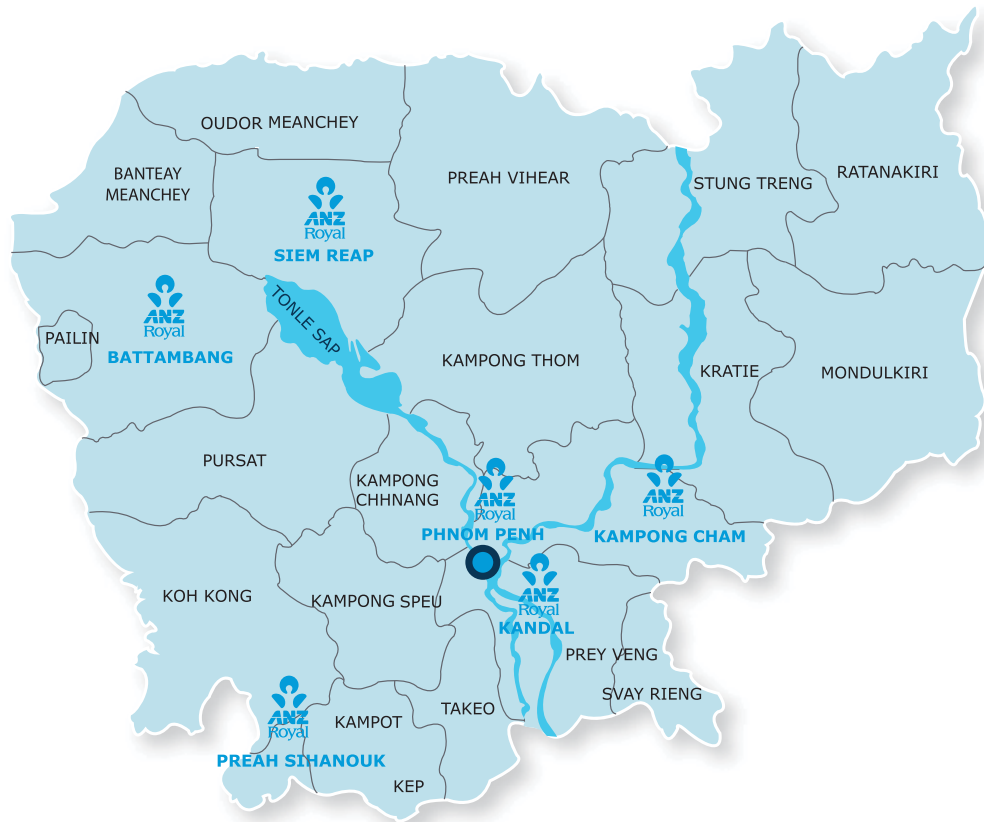 OUDOR MEANCHEY
BANTEAY
MEANCHEY
PREAH VIHEAR
STUNG TRENG
RATANAKIRI
ANZ
Royal
SIEM REAP
ANZ
Royal
BATTAMBANG
PAILIN
TONLE SAP
KAMPONG THOM
KRATIE
MONDULKIRI
PURSAT
KAMPONG
CHHNANG
ANZ
Royal
PHNOM PENH
ANZ
Royal
KAMPONG CHAM
KOH KONG
KAMPONG SPEU
ANZ
Royal
KANDAL
PREY VENG
SVAY RIENG
TAKEO
ANZ
Royal
PREAH SIHANOUK
KAMPOT
KEP